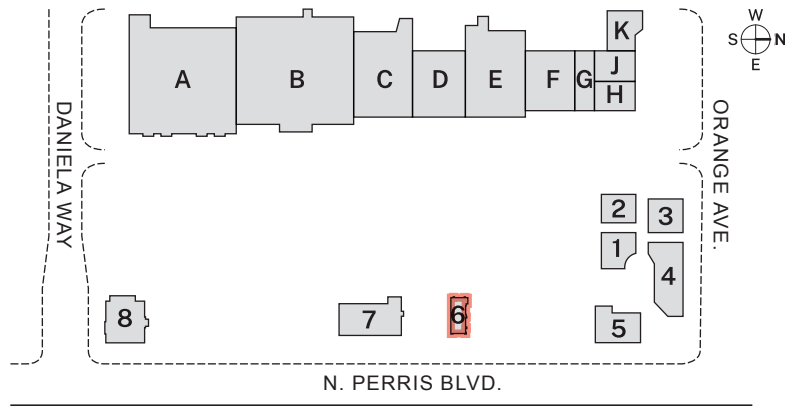 W
S N
E
K
A
B
C
D
E
F
G
J
H
DANIELA WAY
ORANGE AVE.
2
3
1
4
8
7
6
5
N. PERRIS BLVD.